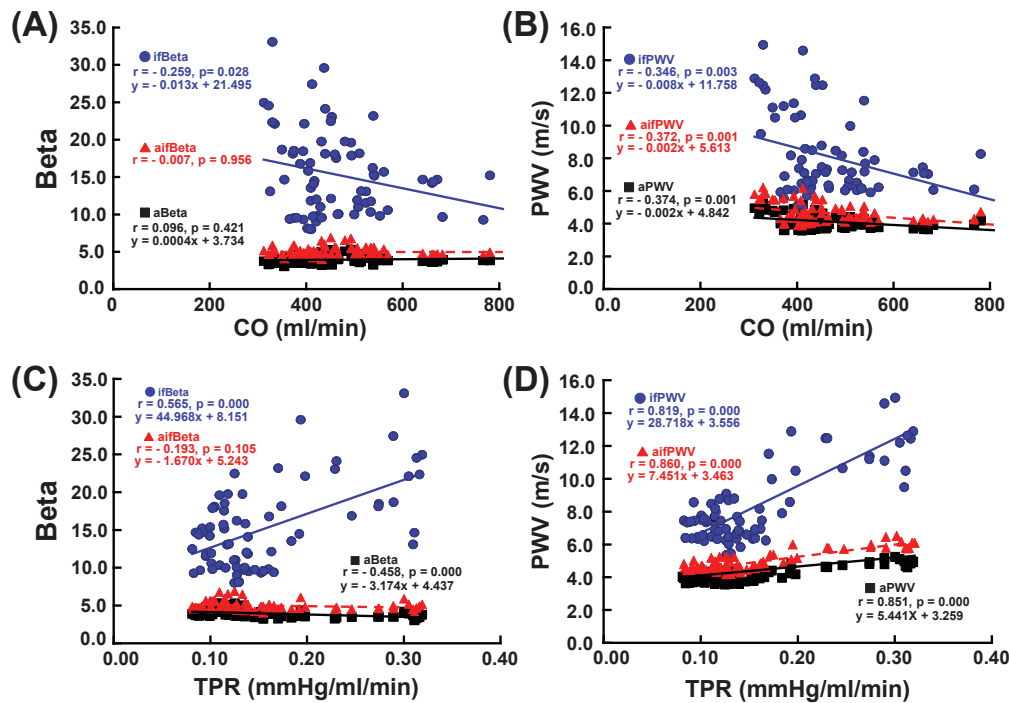 (A)
35.0
30.0
25.0
20.0
15.0
10.0
5.0
0.0
Beta
ifBeta
r = - 0.259, p= 0.028
y = -0.013x + 21.495
aifBeta
r = - 0.007, p = 0.956
aBeta
r = 0.096, p = 0.421
y = 0.0004x + 3.734
0
200
400
600
800
CO (ml/min)
(B)
16.0
14.0
12.0
10.0
8.0
6.0
4.0
2.0
0.0
PWV (m/s)
ifPWV
r = - 0.346, p = 0.003
y = -0.008x + 11.758
aifPWV
r = - 0.372, p = 0.001
y = -0.002x + 5.613
aPWV
r = - 0.374, p = 0.001
y = -0.002x + 4.842
0
200
400
600
800
CO (ml/min)
(C)
35.0
30.0
25.0
20.0
15.0
10.0
5.0
0.0
Beta
ifBeta
r = 0.565, p = 0.000
y = 44.968x + 8.151
aifBeta
r = - 0.193, p = 0.105
y = - 1.670x + 5.243
aBeta
r = - 0.458, p = 0.000
y = - 3.174x + 4.437
0.00
0.10
0.20
0.30
0.40
TPR (mmHg/ml/min)
(D)
16.0
14.0
12.0
10.0
8.0
6.0
4.0
2.0
0.0
PWV (m/s)
ifPWV
r = 0.819, p = 0.000
y = 28.718x + 3.556
aifPWV
r = 0.860, p = 0.000
y = 7.451x + 3.463
aPWV
r = 0.851, p = 0.000
y = 5.441X + 3.259
0.00
0.10
0.20
0.30
0.40
TPR (mmHg/ml/min)